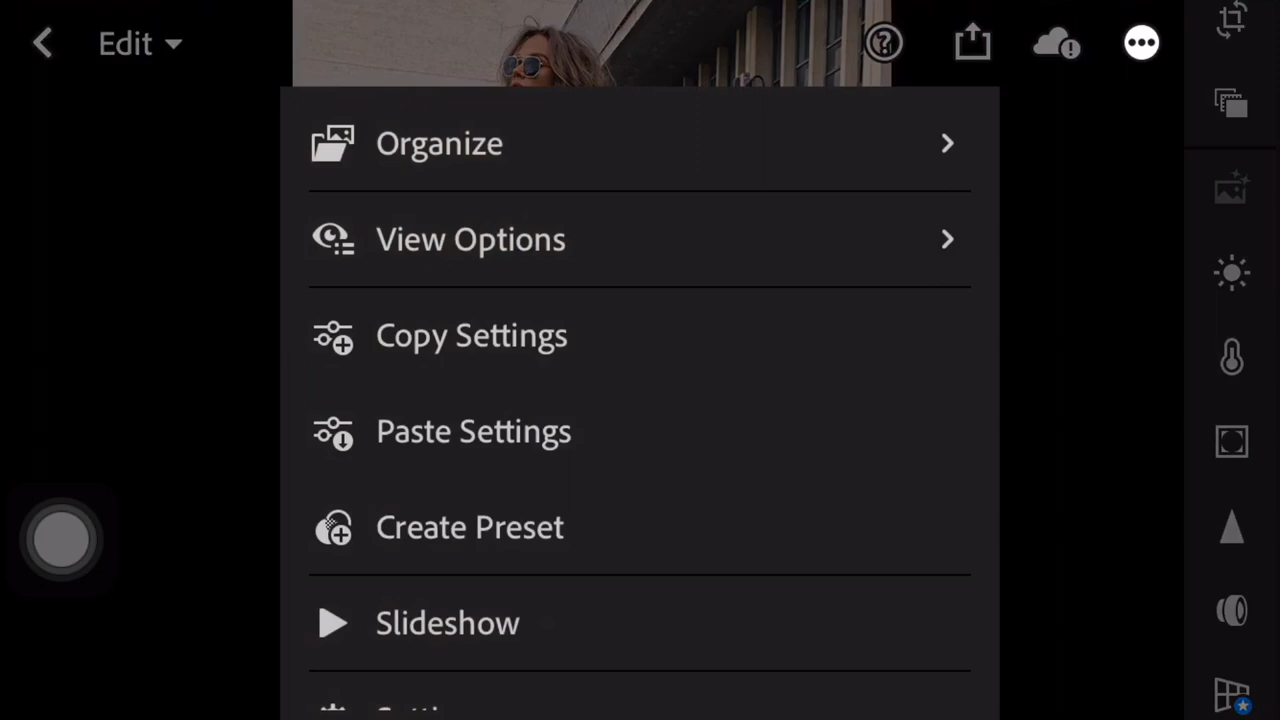 Edit
Organize
View Options
Copy Settings
Paste Settings
Create Preset
Slideshow